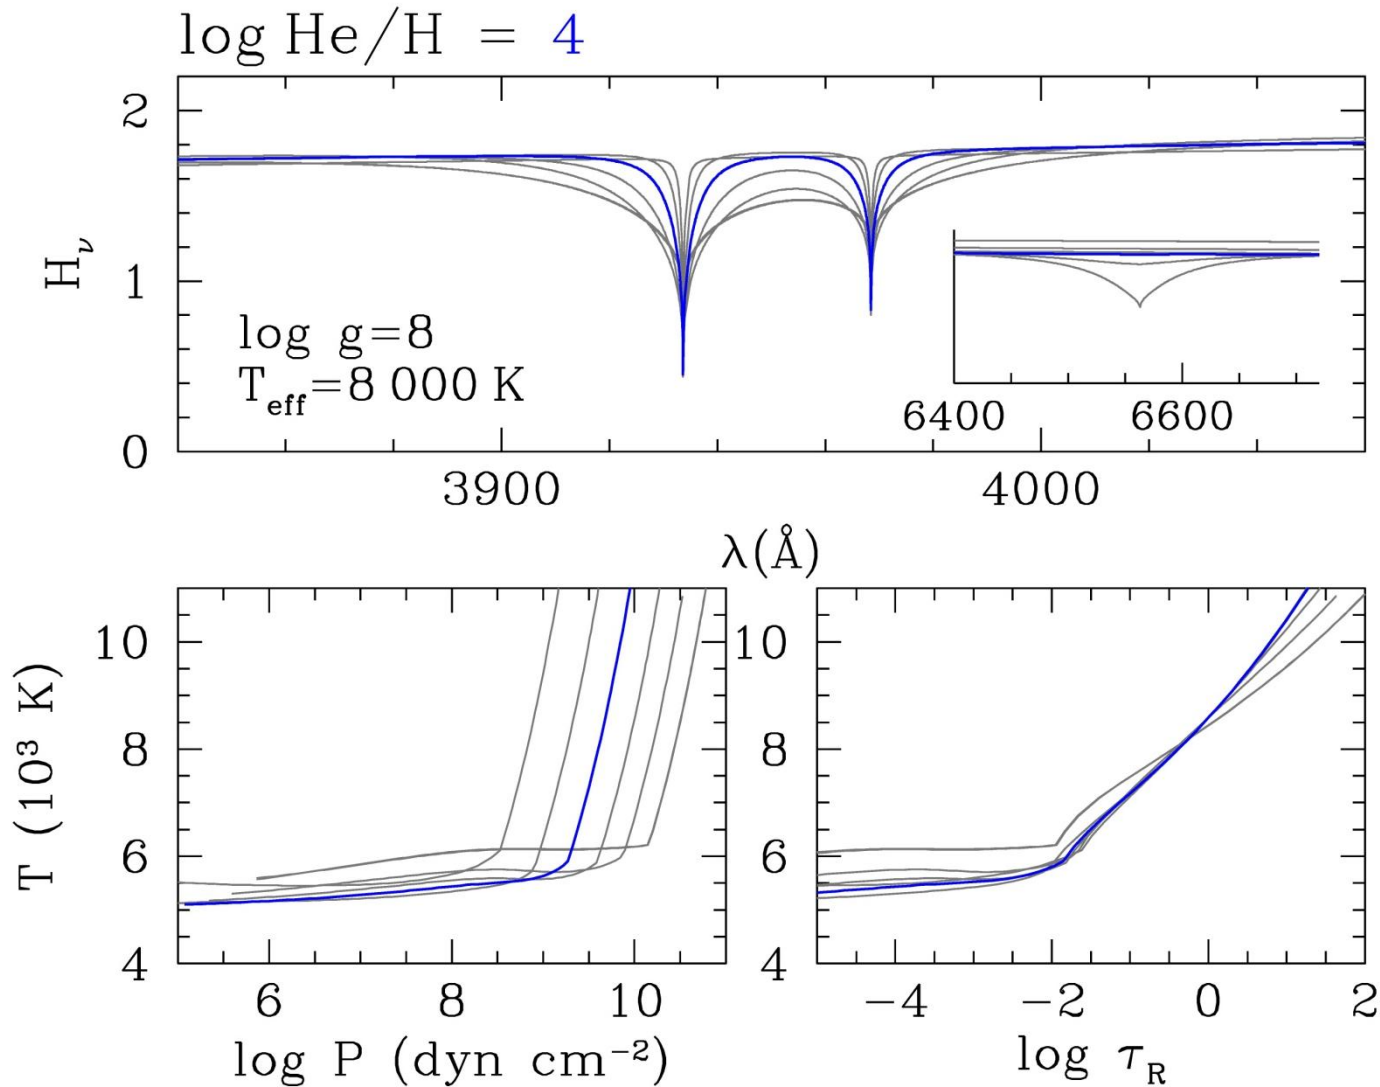 log He/H = 4
2
1
0
H_ν
log g=8
T_eff=8 000 K
6400 6600
3900 4000
λ(Å)
10
8
6
4
T (10³ K)
6 8 10
log P (dyn cm⁻²)
10
8
6
4
−4 −2 0 2
log τ_R